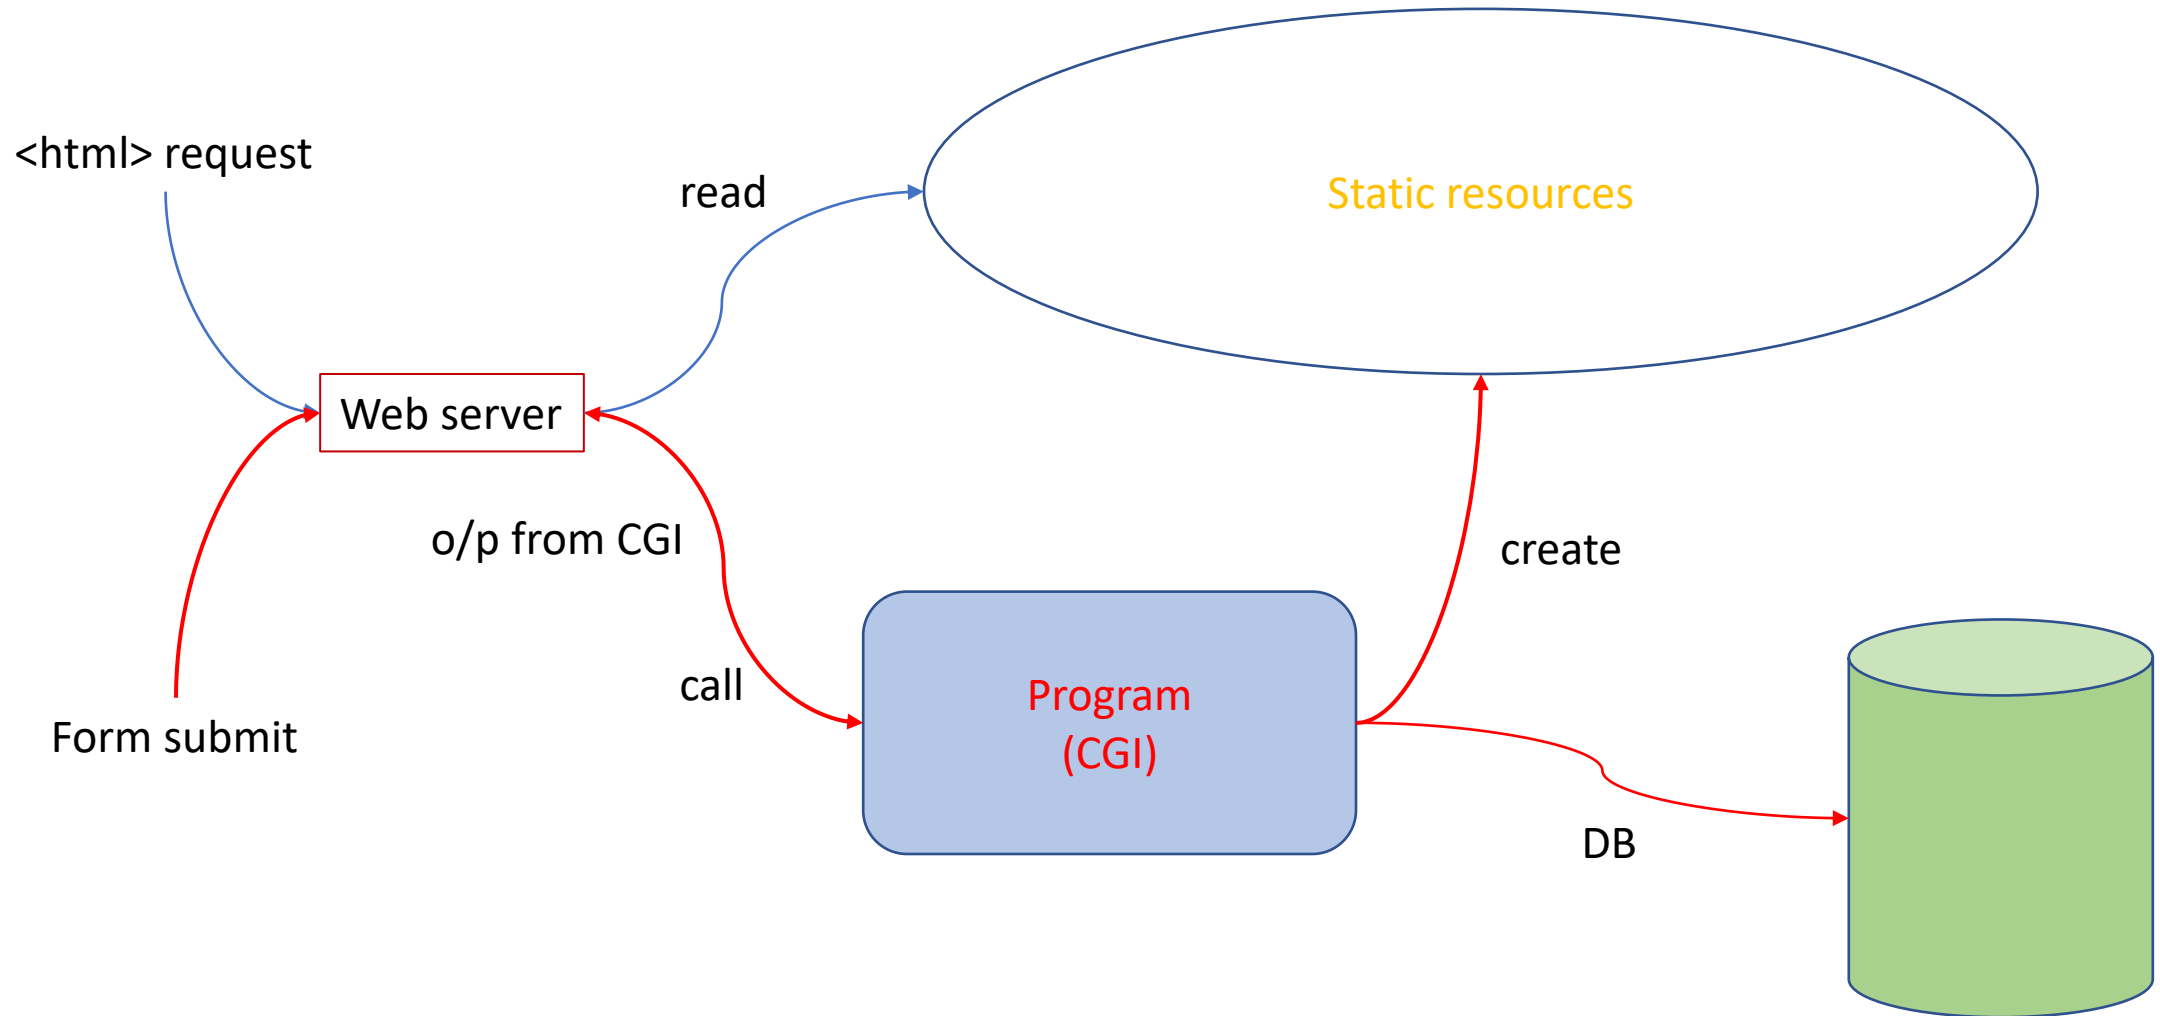 <html> request
read
Static resources
Web server
o/p from CGI
create
call
Program
(CGI)
Form submit
DB